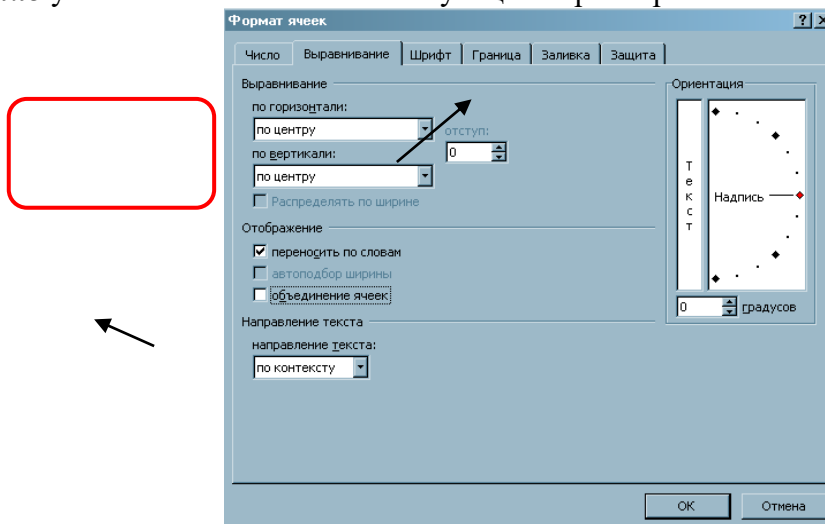 Формат ячеек
Число Выравнивание Шрифт Граница Заливка Защита
Выравнивание
по горизонтали:
по центру
отступ:
0
по вертикали:
по центру
Распределять по ширине
Отображение
переносить по словам
автоподбор ширины
объединение ячеек
Направление текста
направление текста:
по контексту
Ориентация
Текст
Надпись
0 градусов
ОК Отмена